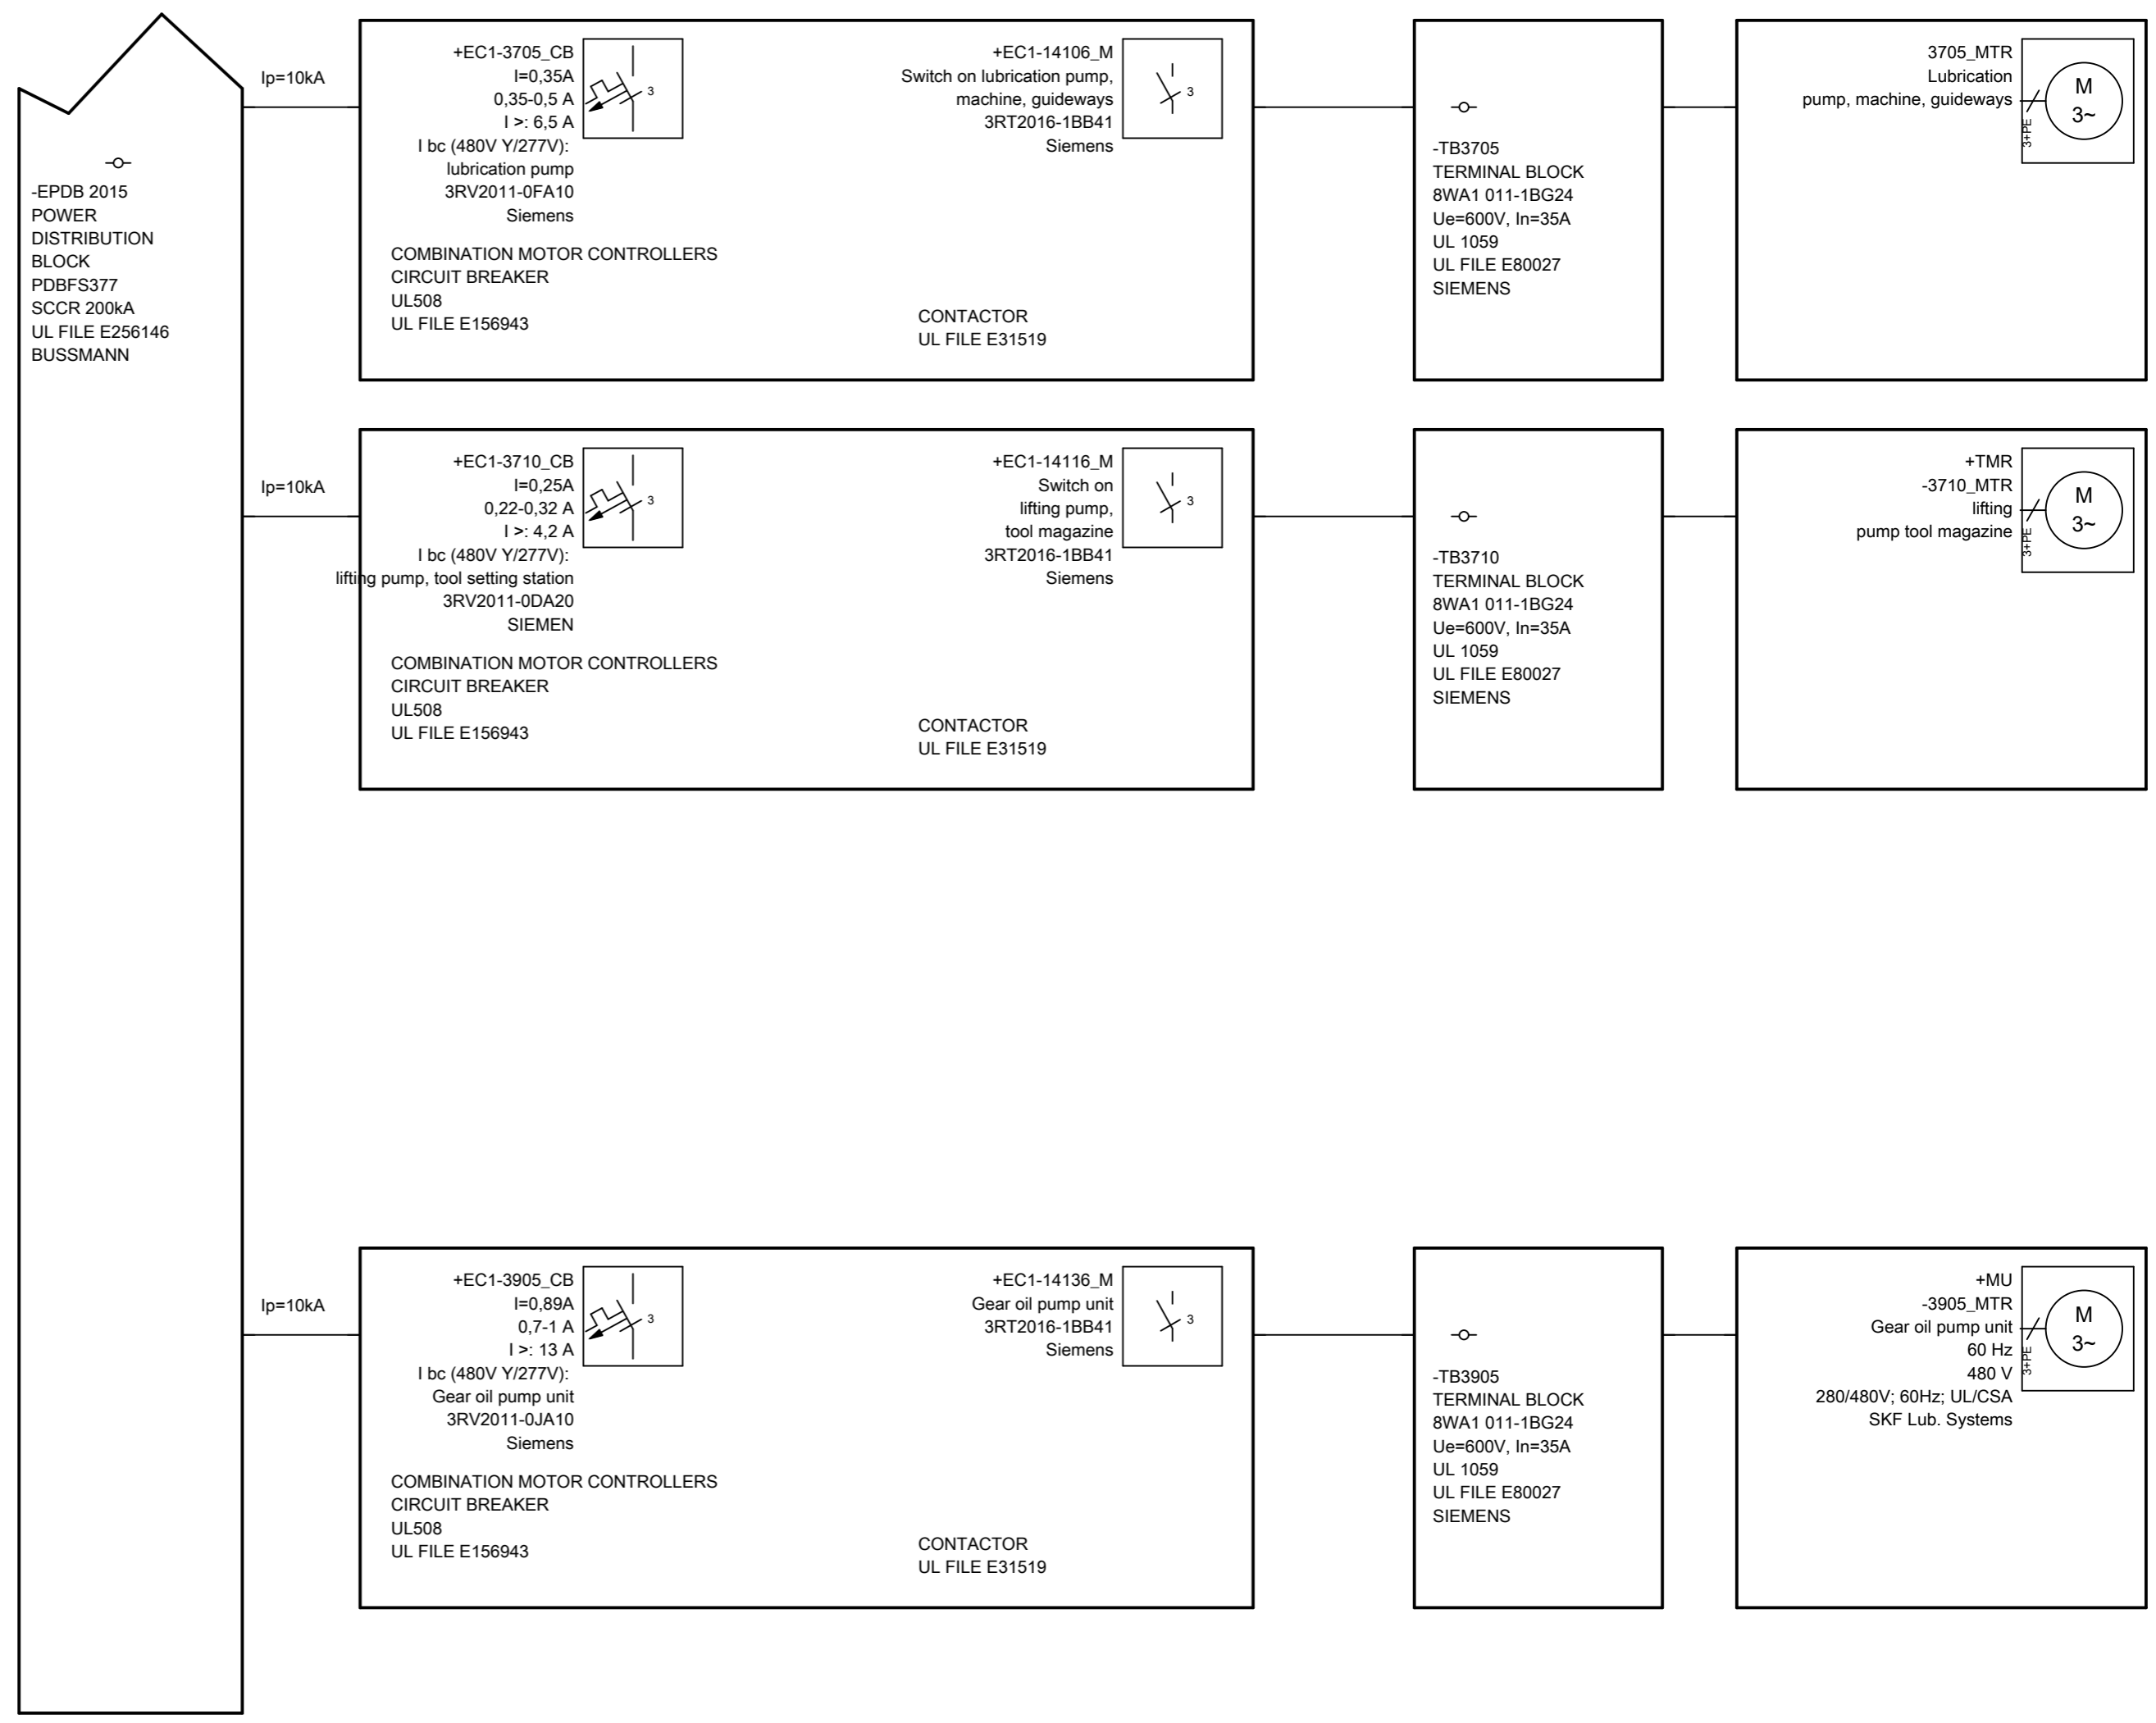 -EPDB 2015
POWER
DISTRIBUTION
BLOCK
PDBFS377
SCCR 200kA
UL FILE E256146
BUSSMANN
Ip=10kA
+EC1-3705_CB
I=0,35A
0,35-0,5 A
I >: 6,5 A
I bc (480V Y/277V):
lubrication pump
3RV2011-0FA10
Siemens
3
COMBINATION MOTOR CONTROLLERS
CIRCUIT BREAKER
UL508
UL FILE E156943
+EC1-14106_M
Switch on lubrication pump,
machine, guideways
3RT2016-1BB41
Siemens
3
CONTACTOR
UL FILE E31519
-TB3705
TERMINAL BLOCK
8WA1 011-1BG24
Ue=600V, In=35A
UL 1059
UL FILE E80027
SIEMENS
3705_MTR
Lubrication
pump, machine, guideways
3+PE
M
3~
Ip=10kA
+EC1-3710_CB
I=0,25A
0,22-0,32 A
I >: 4,2 A
I bc (480V Y/277V):
lifting pump, tool setting station
3RV2011-0DA20
SIEMEN
3
COMBINATION MOTOR CONTROLLERS
CIRCUIT BREAKER
UL508
UL FILE E156943
+EC1-14116_M
Switch on
lifting pump,
tool magazine
3RT2016-1BB41
Siemens
3
CONTACTOR
UL FILE E31519
-TB3710
TERMINAL BLOCK
8WA1 011-1BG24
Ue=600V, In=35A
UL 1059
UL FILE E80027
SIEMENS
+TMR
-3710_MTR
lifting
pump tool magazine
3+PE
M
3~
Ip=10kA
+EC1-3905_CB
I=0,89A
0,7-1 A
I >: 13 A
I bc (480V Y/277V):
Gear oil pump unit
3RV2011-0JA10
Siemens
3
COMBINATION MOTOR CONTROLLERS
CIRCUIT BREAKER
UL508
UL FILE E156943
+EC1-14136_M
Gear oil pump unit
3RT2016-1BB41
Siemens
3
CONTACTOR
UL FILE E31519
-TB3905
TERMINAL BLOCK
8WA1 011-1BG24
Ue=600V, In=35A
UL 1059
UL FILE E80027
SIEMENS
+MU
-3905_MTR
Gear oil pump unit
60 Hz
480 V
280/480V; 60Hz; UL/CSA
SKF Lub. Systems
3+PE
M
3~